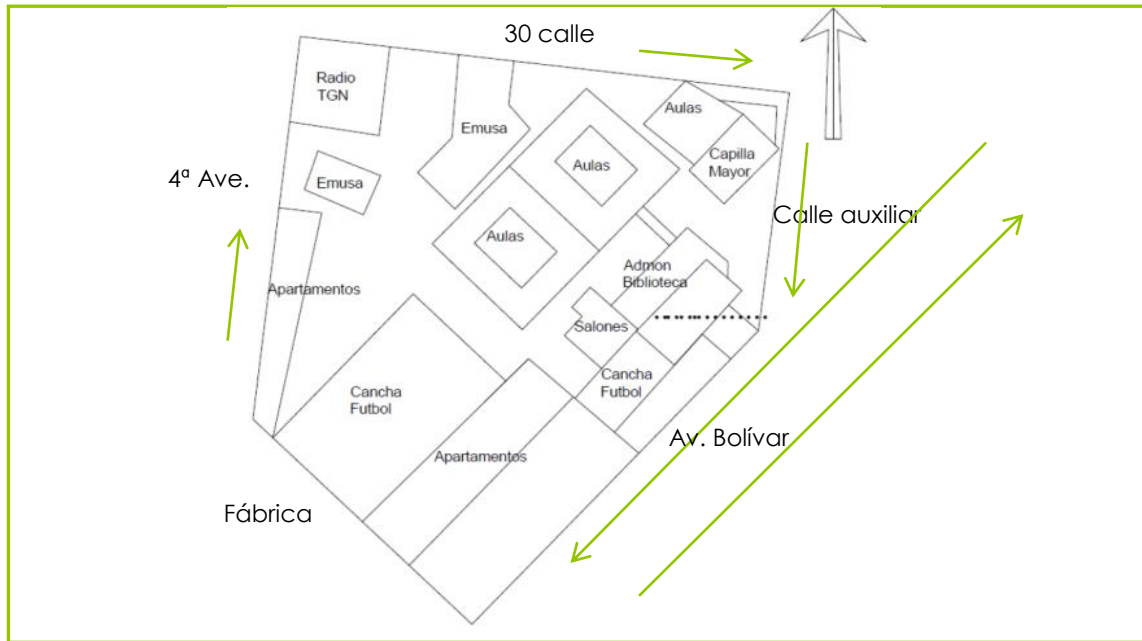 30 calle
Radio
TGN
Aulas
Emusa
Capilla
Mayor
Aulas
4ª Ave.
Emusa
Calle auxiliar
Aulas
Admon
Biblioteca
Apartamentos
Salones
Cancha
Futbol
Cancha
Futbol
Av. Bolívar
Apartamentos
Fábrica